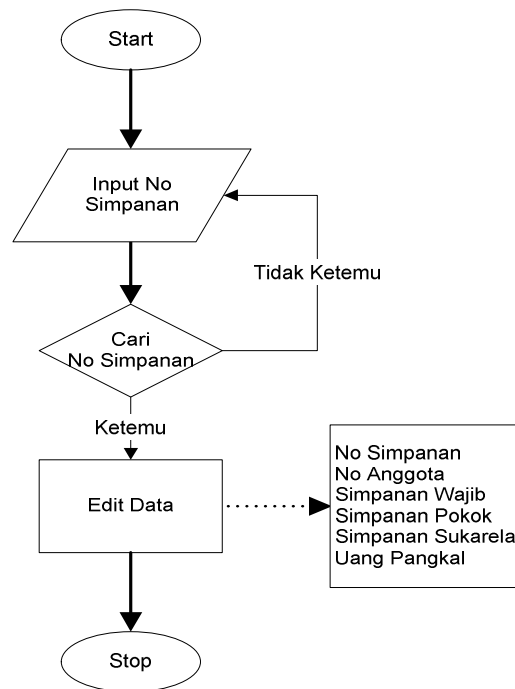 Start
Input No
Simpanan
Tidak Ketemu
Cari
No Simpanan
Ketemu
Edit Data
No Simpanan
No Anggota
Simpanan Wajib
Simpanan Pokok
Simpanan Sukarela
Uang Pangkal
Stop